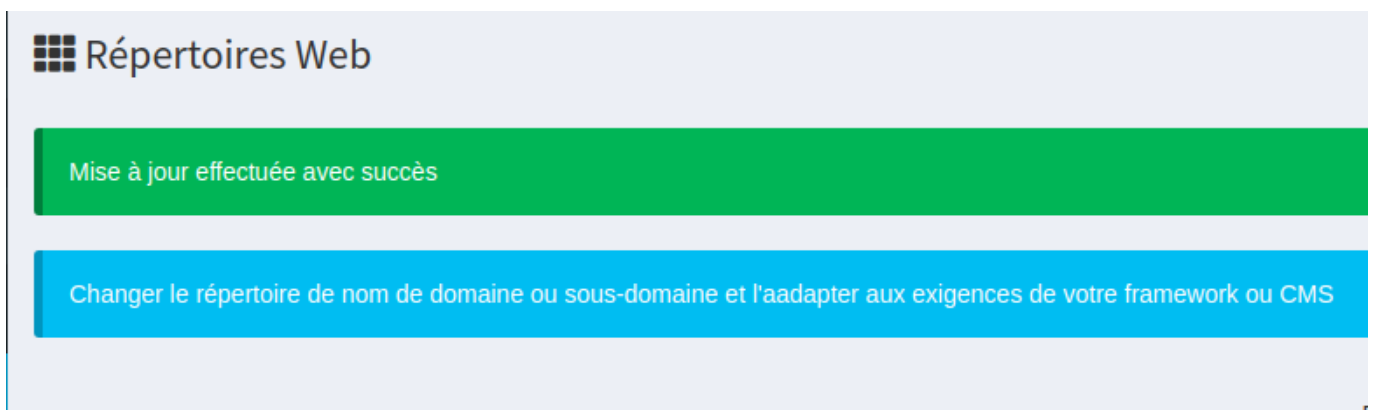 Répertoires Web
Mise à jour effectuée avec succès
Changer le répertoire de nom de domaine ou sous-domaine et l'aadapter aux exigences de votre framework ou CMS